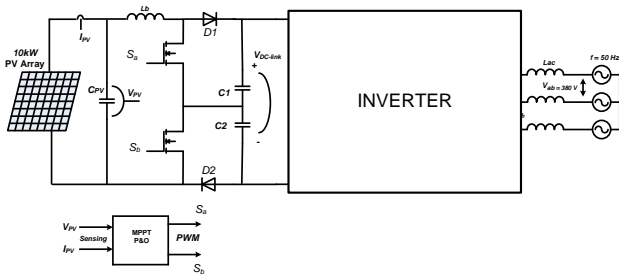 Lb
D1
IPV
10kW
PV Array
Sa
VDC-link
+
CPV
VPV
C1
C2
INVERTER
Lac
f = 50 Hz
Vab = 380 V
Sb
-
D2
VPV
IPV
Sensing
MPPT
P&O
Sa
PWM
Sb